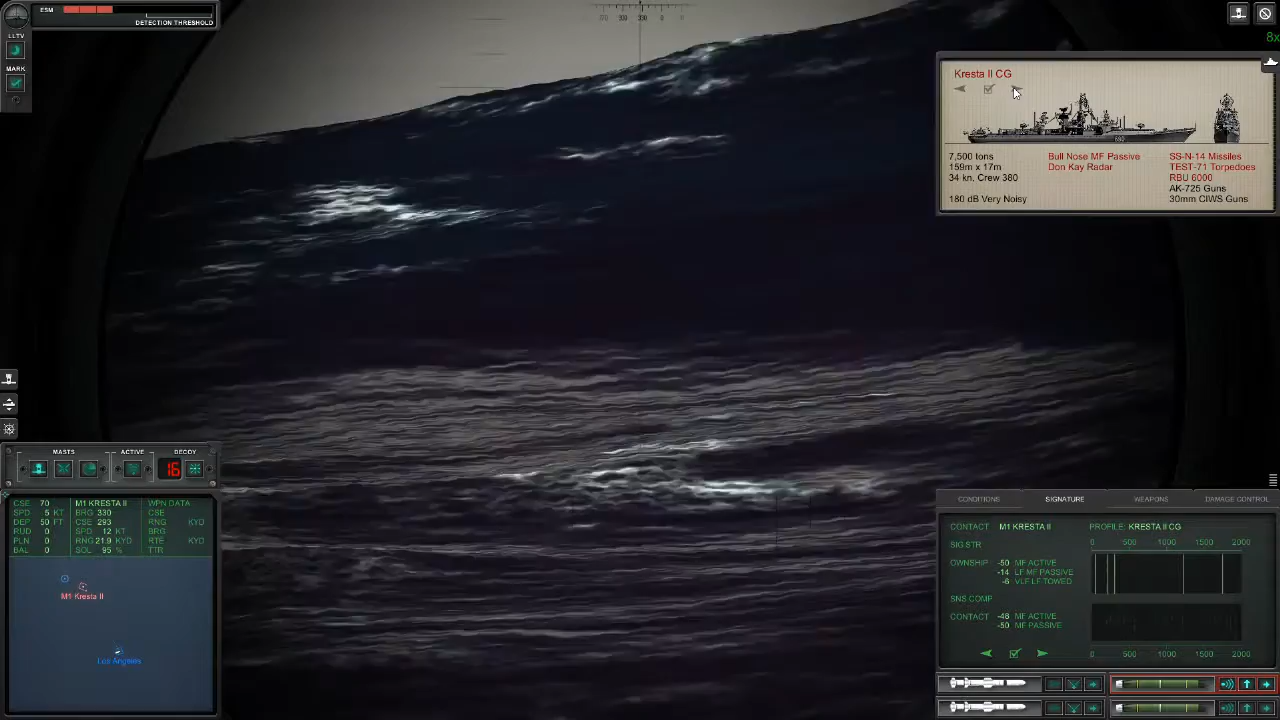 ESM
DETECTION THRESHOLD
LLTV
MARK
8x
Kresta II CG
7,500 tons
159m x 17m
34 kn. Crew 380
180 dB Very Noisy
Bull Nose MF Passive
Don Kay Radar
SS-N-14 Missiles
TEST-71 Torpedoes
RBU 6000
AK-725 Guns
30mm CIWS Guns
MASTS
ACTIVE
DECOY
16
CSE 70
SPD 5 KT
DEP 50 FT
RUD 0
PLN 0
BAL 0
M1 KRESTA II
BRG 330
CSE 293
SPD 12 KT
RNG 21.9 KYD
SOL 95 %
WPN DATA
CSE
RNG KYD
BRG
RTE KYD
TTR
M1 Kresta II
Los Angeles
CONDITIONS SIGNATURE WEAPONS DAMAGE CONTROL
CONTACT M1 KRESTA II PROFILE: KRESTA II CG
SIG STR
0 500 1000 1500 2000
OWNSHIP -50 MF ACTIVE
-14 LF MF PASSIVE
-6 VLF LF TOWED
SNS COMP
CONTACT -48 MF ACTIVE
-50 MF PASSIVE
0 500 1000 1500 2000